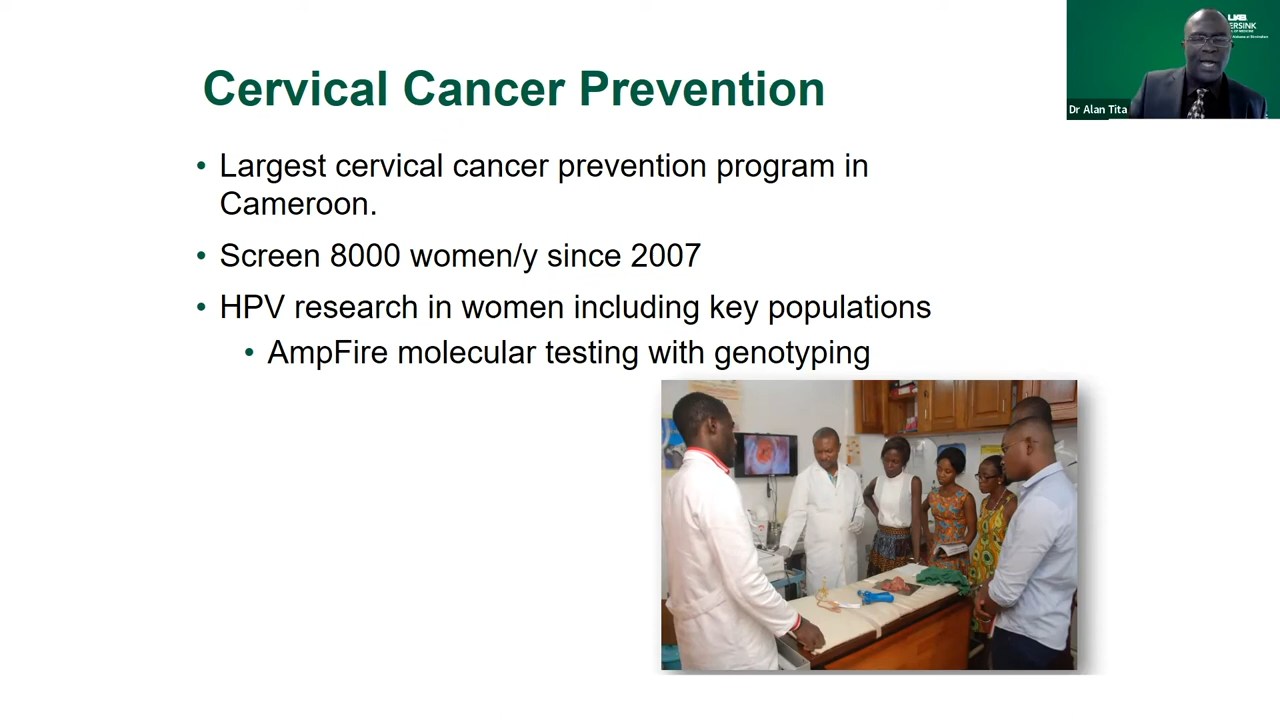 Cervical Cancer Prevention
• Largest cervical cancer prevention program in
Cameroon.
• Screen 8000 women/y since 2007
• HPV research in women including key populations
• AmpFire molecular testing with genotyping
Dr Alan Tita